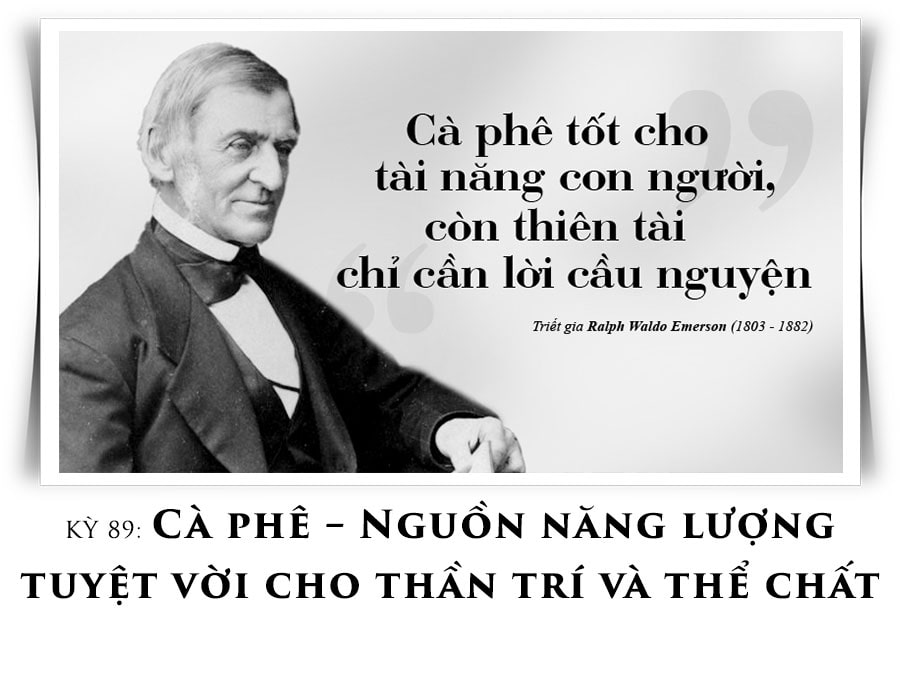 Cà phê tốt cho
tài năng con người,
còn thiên tài
chỉ cần lời cầu nguyện
Triết gia Ralph Waldo Emerson (1803 - 1882)
KỲ 89: CÀ PHÊ – NGUỒN NĂNG LƯỢNG
TUYỆT VỜI CHO THẦN TRÍ VÀ THỂ CHẤT